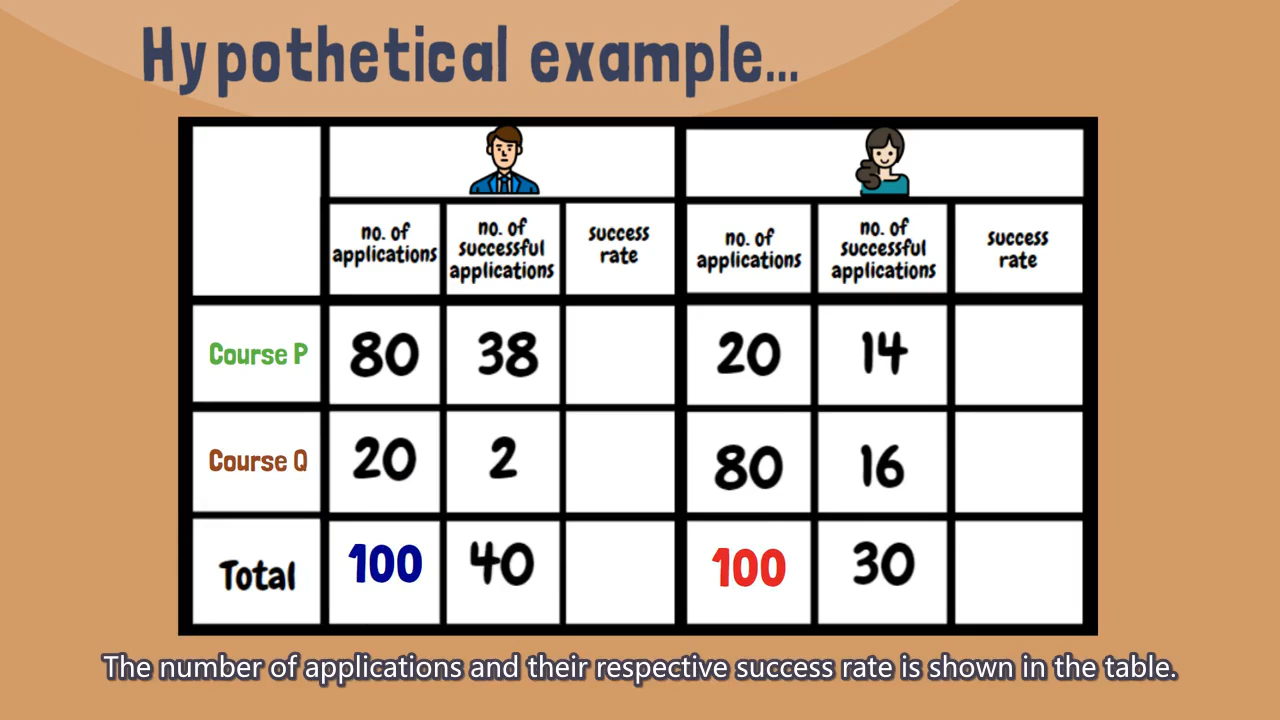 Hypothetical example...
no. of applications
no. of successful applications
success rate
no. of applications
no. of successful applications
success rate
Course P 80 38 20 14
Course Q 20 2 80 16
Total 100 40 100 30
The number of applications and their respective success rate is shown in the table.